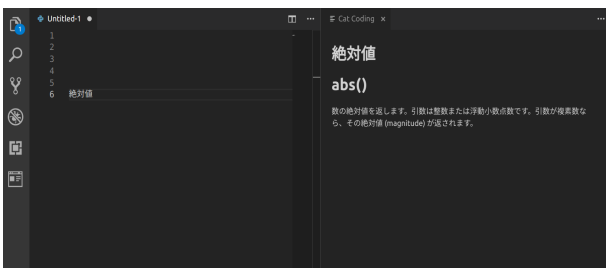 Untitled-1
Cat Coding
1
1
2
3
4
5
6 絶対値
絶対値
abs()
数の絶対値を返します。引数は整数または浮動小数点数です。引数が複素数な
ら、その絶対値 (magnitude) が返されます。